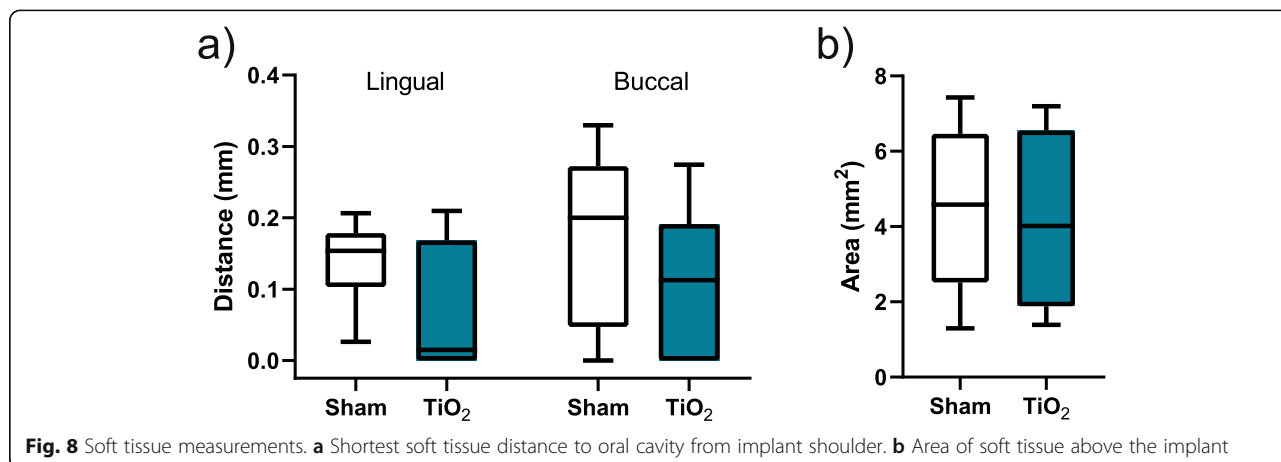 a)
b)
Lingual
Buccal
0.4
0.3
0.2
0.1
0.0
Distance (mm)
Sham
TiO₂
Sham
TiO₂
8
6
4
2
0
Area (mm²)
Sham
TiO₂
Fig. 8 Soft tissue measurements. a Shortest soft tissue distance to oral cavity from implant shoulder. b Area of soft tissue above the implant